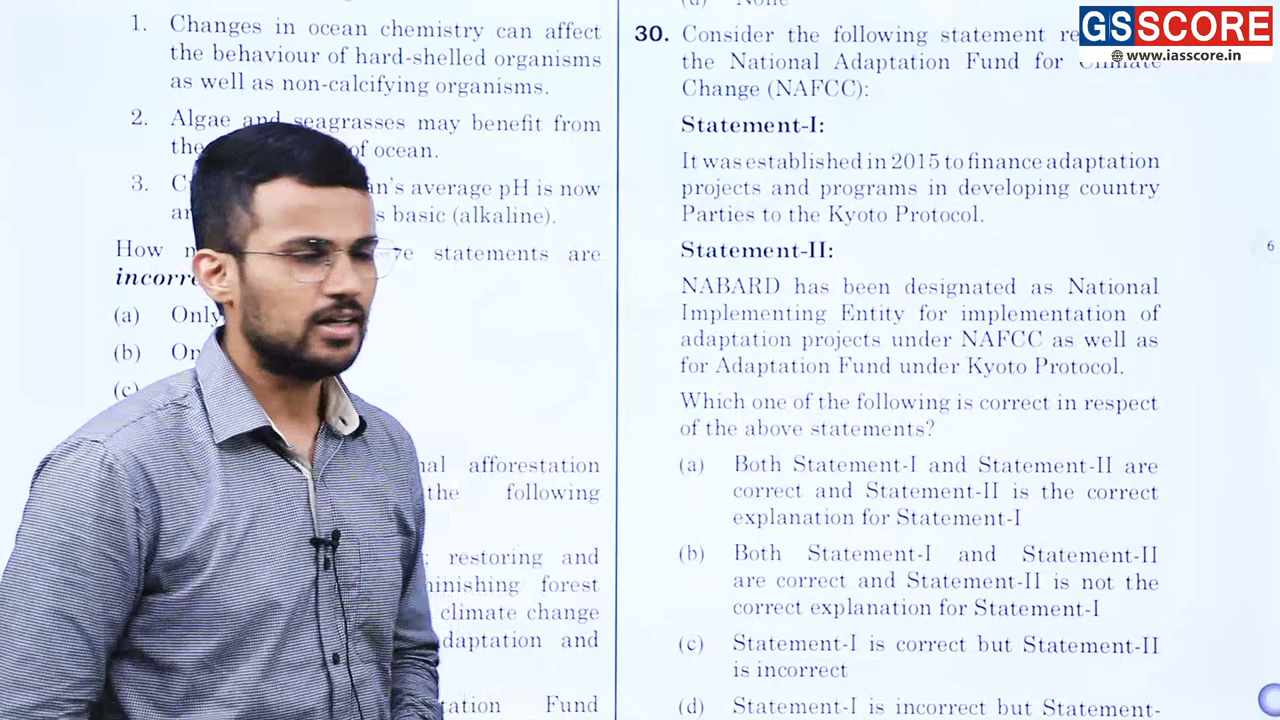 1. Changes in ocean chemistry can affect
the behaviour of hard-shelled organisms
as well as non-calcifying organisms.
2. Algae and seagrasses may benefit from
the of ocean.
3. average pH is now
basic (alkaline).
How statements are
(a) Only
(b)
(c)
afforestation
the following
restoring and
forest
climate change
and
Fund
(d) None
30. Consider the following statement
the National Adaptation Fund for Climate
Change (NAFCC):
Statement-I:
It was established in 2015 to finance adaptation
projects and programs in developing country
Parties to the Kyoto Protocol.
Statement-II:
NABARD has been designated as National
Implementing Entity for implementation of
adaptation projects under NAFCC as well as
for Adaptation Fund under Kyoto Protocol.
Which one of the following is correct in respect
of the above statements?
(a) Both Statement-I and Statement-II are
correct and Statement-II is the correct
explanation for Statement-I
(b) Both Statement-I and Statement-II
are correct and Statement-II is not the
correct explanation for Statement-I
(c) Statement-I is correct but Statement-II
is incorrect
(d) Statement-I is incorrect but Statement-
GSSCORE
www.iasscore.in
6